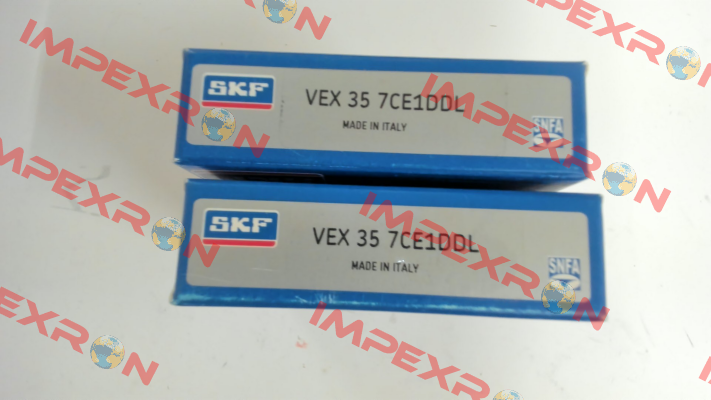 IMPEXRON
SKF
VEX 35 7CE1DDL
MADE IN ITALY
SNFA
SKF
VEX 35 7CE1DDL
MADE IN ITALY
SNFA
IMPEXRON
IMPEXRON
IMPEXRON
IMPEXRON
IMPEXRON